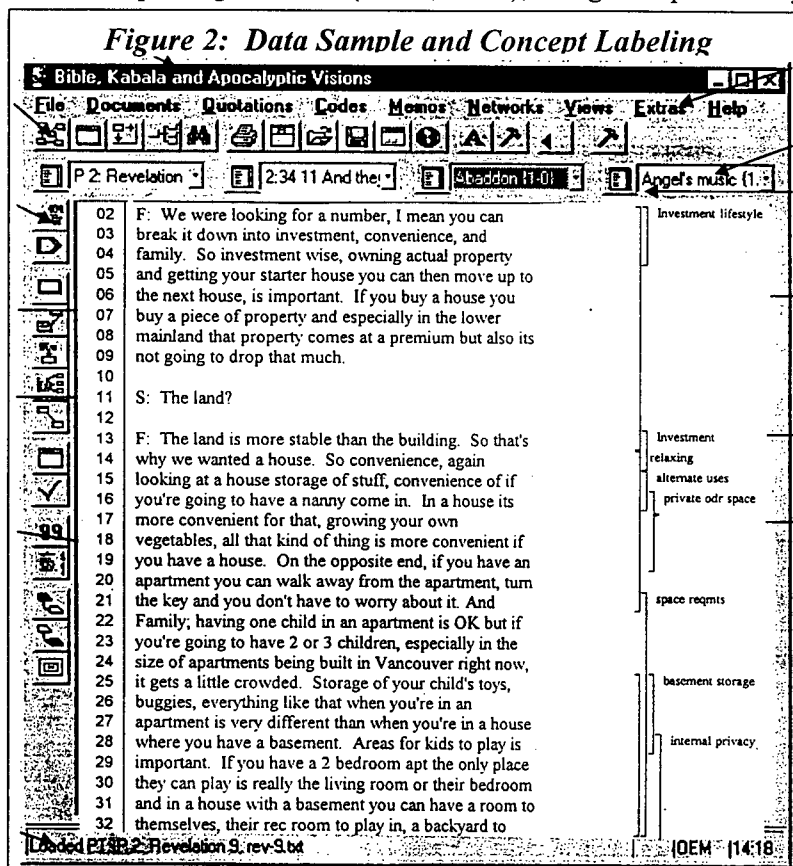 Figure 2: Data Sample and Concept Labeling
Bible, Kabala and Apocalyptic Visions
File Documents Quotations Codes Memos Networks Views Extras Help
P 2: Revelation 2:34 11 And the Abaddon {1-0} Angel's music {1.
02 F: We were looking for a number, I mean you can Investment lifestyle
03 break it down into investment, convenience, and
04 family. So investment wise, owning actual property
05 and getting your starter house you can then move up to
06 the next house, is important. If you buy a house you
07 buy a piece of property and especially in the lower
08 mainland that property comes at a premium but also its
09 not going to drop that much.
10
11 S: The land?
12
13 F: The land is more stable than the building. So that's Investment
14 why we wanted a house. So convenience, again relaxing
15 looking at a house storage of stuff, convenience of if alternate uses
16 you're going to have a nanny come in. In a house its private odr space
17 more convenient for that, growing your own
18 vegetables, all that kind of thing is more convenient if
19 you have a house. On the opposite end, if you have an
20 apartment you can walk away from the apartment, turn
21 the key and you don't have to worry about it. And space reqmts
22 Family; having one child in an apartment is OK but if
23 you're going to have 2 or 3 children, especially in the
24 size of apartments being built in Vancouver right now,
25 it gets a little crowded. Storage of your child's toys, basement storage
26 buggies, everything like that when you're in an
27 apartment is very different than when you're in a house
28 where you have a basement. Areas for kids to play is internal privacy
29 important. If you have a 2 bedroom apt the only place
30 they can play is really the living room or their bedroom
31 and in a house with a basement you can have a room to
32 themselves, their rec room to play in, a backyard to
Loaded 2: Revelation 9, rev-9.txt OEM 14:18